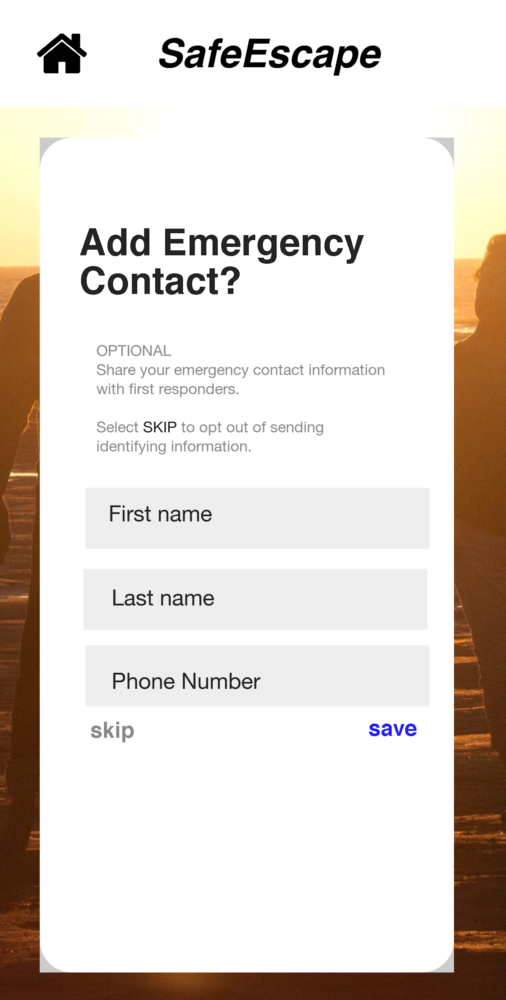 SafeEscape
Add Emergency
Contact?
OPTIONAL
Share your emergency contact information
with first responders.
Select SKIP to opt out of sending
identifying information.
First name
Last name
Phone Number
skip
save